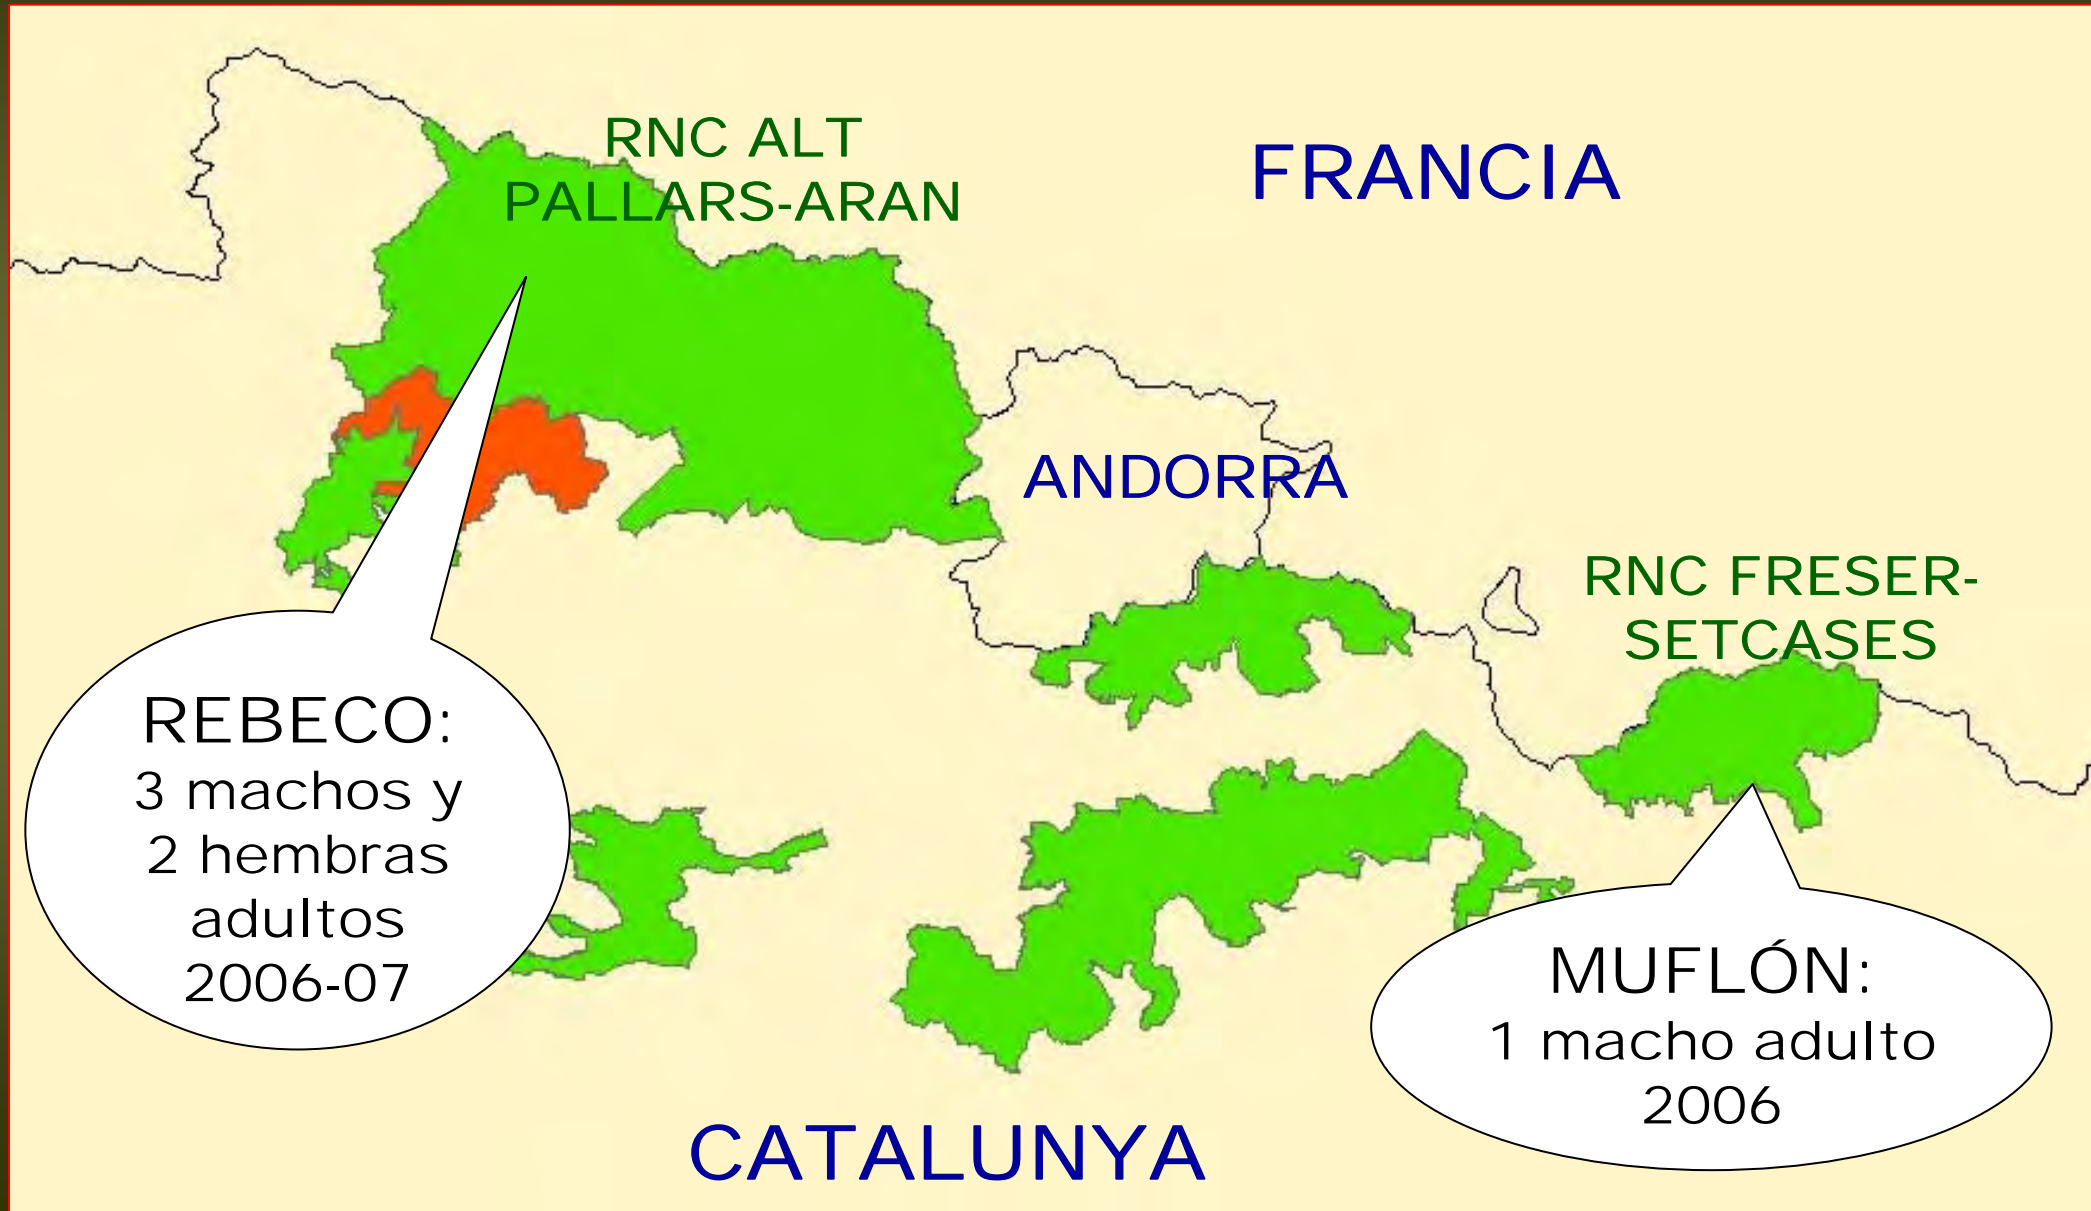 RNC ALT
PALLARS-ARAN
FRANCIA
ANDORRA
RNC FRESER-
SETCASES
REBECO:
3 machos y
2 hembras
adultos
2006-07
MUFLÓN:
1 macho adulto
2006
CATALUNYA